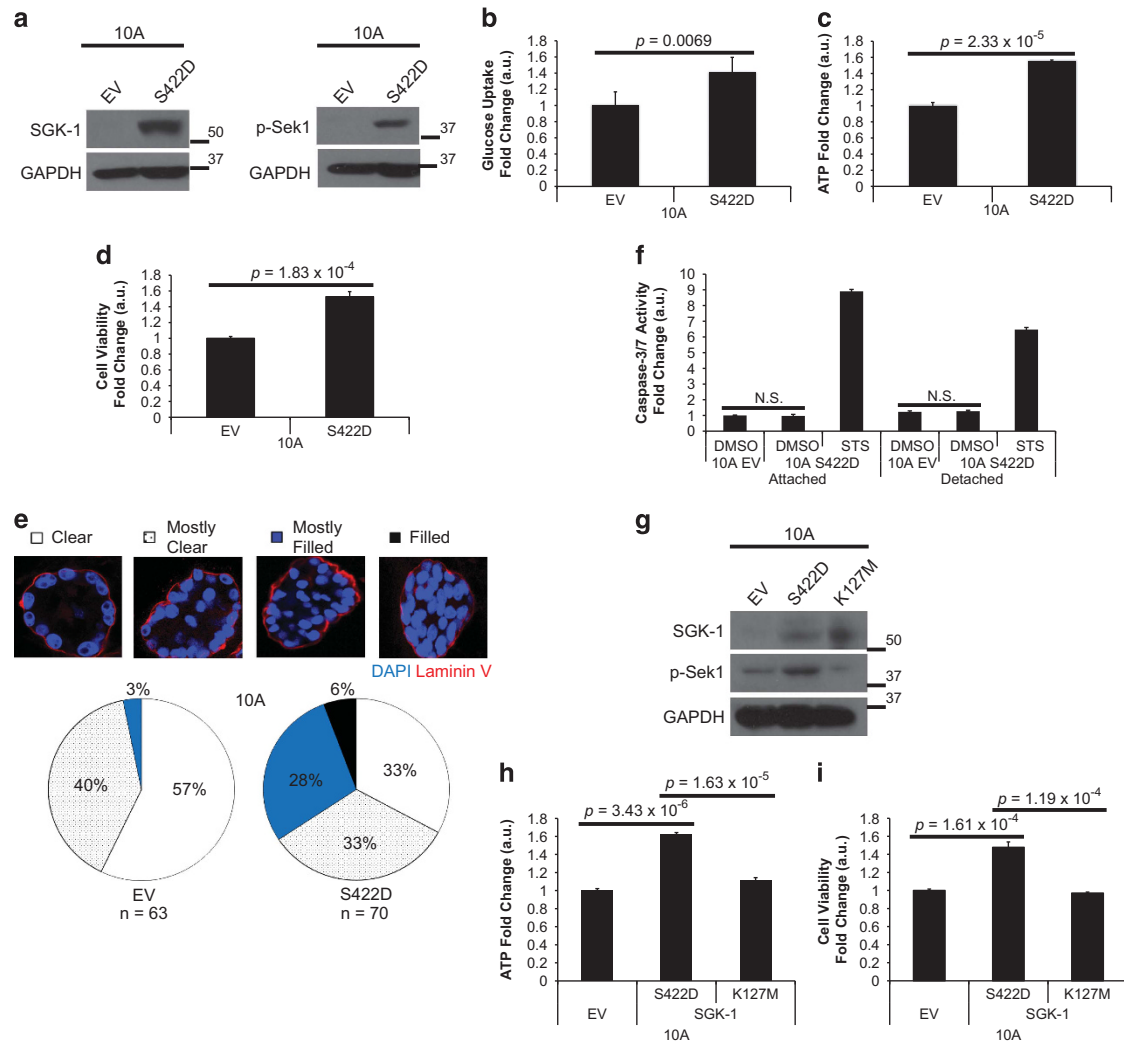 a
10A
EV
S422D
SGK-1
50
GAPDH
37
10A
EV
S422D
p-Sek1
37
GAPDH
37
b
Glucose Uptake
Fold Change (a.u.)
p = 0.0069
1.8
1.6
1.4
1.2
1
0.8
0.6
0.4
0.2
0
EV
S422D
10A
c
ATP Fold Change (a.u.)
p = 2.33 x 10-5
1.8
1.6
1.4
1.2
1
0.8
0.6
0.4
0.2
0
EV
S422D
10A
d
Cell Viability
Fold Change (a.u.)
p = 1.83 x 10-4
1.8
1.6
1.4
1.2
1
0.8
0.6
0.4
0.2
0
EV
S422D
10A
f
Caspase-3/7 Activity
Fold Change (a.u.)
10
9
8
7
6
5
4
3
2
1
0
N.S.
N.S.
DMSO DMSO STS DMSO DMSO STS
10A EV 10A S422D 10A EV 10A S422D
Attached Detached
e
Clear
Mostly
Clear
Mostly
Filled
Filled
DAPI Laminin V
10A
3%
40%
57%
EV
n = 63
6%
28%
33%
33%
S422D
n = 70
g
10A
EV
S422D
K127M
SGK-1
50
p-Sek1
37
37
GAPDH
h
ATP Fold Change (a.u.)
p = 1.63 x 10-5
p = 3.43 x 10-6
1.8
1.6
1.4
1.2
1
0.8
0.6
0.4
0.2
0
S422D K127M
EV SGK-1
10A
i
Cell Viability
Fold Change (a.u.)
p = 1.19 x 10-4
p = 1.61 x 10-4
1.8
1.6
1.4
1.2
1
0.8
0.6
0.4
0.2
0
S422D K127M
EV SGK-1
10A